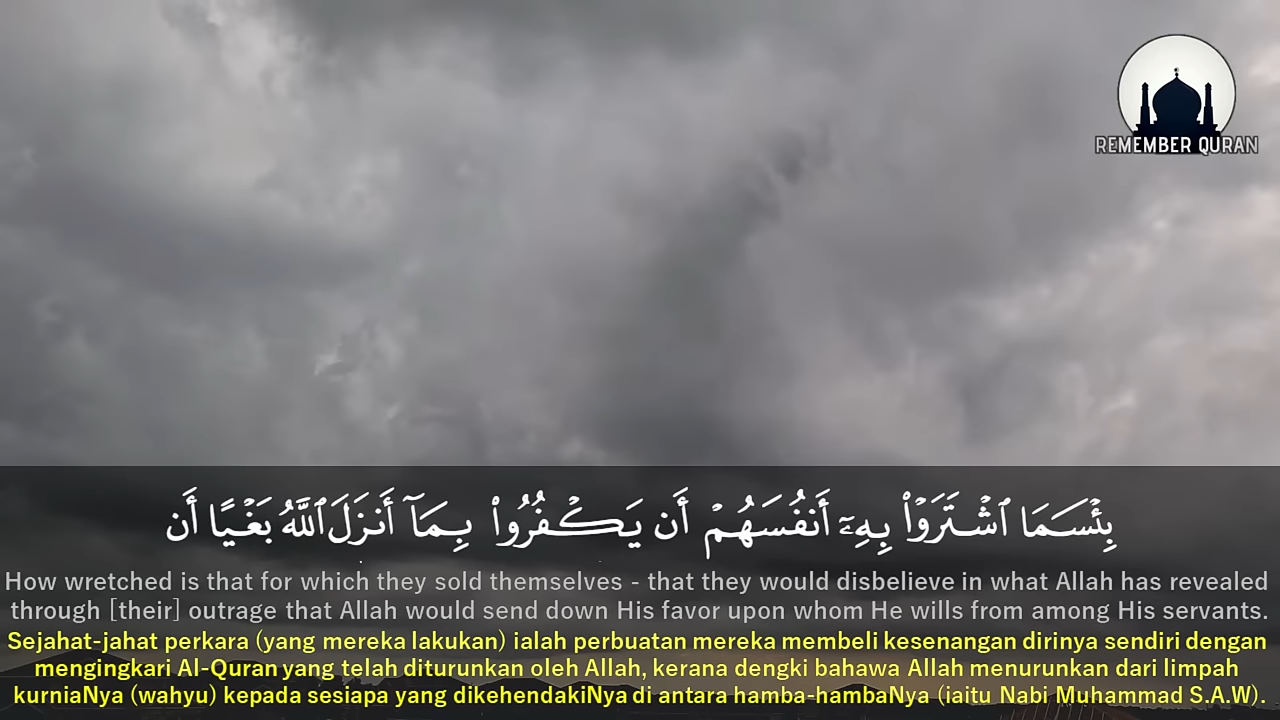 REMEMBER QURAN
بِئْسَمَا ٱشْتَرَوْا۟ بِهِۦٓ أَنفُسَهُمْ أَن يَكْفُرُوا۟ بِمَآ أَنزَلَ ٱللَّهُ بَغْيًا أَن
How wretched is that for which they sold themselves - that they would disbelieve in what Allah has revealed
through [their] outrage that Allah would send down His favor upon whom He wills from among His servants.
Sejahat-jahat perkara (yang mereka lakukan) ialah perbuatan mereka membeli kesenangan dirinya sendiri dengan
mengingkari Al-Quran yang telah diturunkan oleh Allah, kerana dengki bahawa Allah menurunkan dari limpah
kurniaNya (wahyu) kepada sesiapa yang dikehendakiNya di antara hamba-hambaNya (iaitu Nabi Muhammad S.A.W).